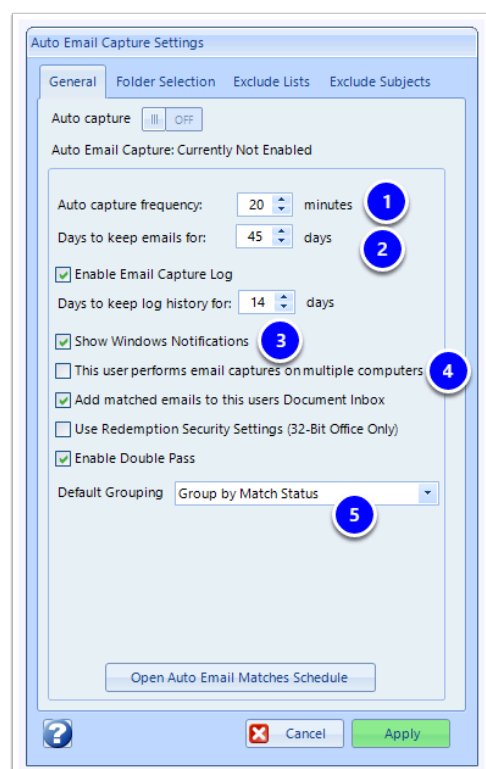 Auto Email Capture Settings
General Folder Selection Exclude Lists Exclude Subjects
Auto capture OFF
Auto Email Capture: Currently Not Enabled
Auto capture frequency: 20 minutes 1
Days to keep emails for: 45 days 2
Enable Email Capture Log
Days to keep log history for: 14 days
Show Windows Notifications 3
This user performs email captures on multiple computers 4
Add matched emails to this users Document Inbox
Use Redemption Security Settings (32-Bit Office Only)
Enable Double Pass
Default Grouping Group by Match Status 5
Open Auto Email Matches Schedule
? Cancel Apply